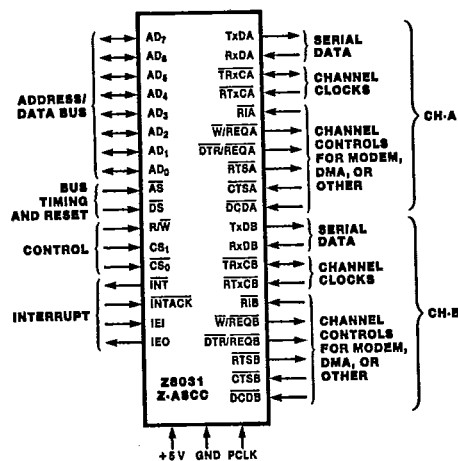 ADDRESS/
DATA BUS
BUS
TIMING
AND RESET
CONTROL
INTERRUPT
AD7
AD6
AD5
AD4
AD3
AD2
AD1
AD0
AS
DS
R/W
CS1
CS0
INT
INTACK
IEI
IEO
TxDA
RxDA
TRxCA
RTxCA
RIA
W/REQA
DTR/REQA
RTSA
CTSA
DCDA
TxDB
RxDB
TRxCB
RTxCB
RIB
W/REQB
DTR/REQB
RTSB
CTSB
DCDB
Z8031
Z-ASCC
SERIAL
DATA
CHANNEL
CLOCKS
CHANNEL
CONTROLS
FOR MODEM,
DMA, OR
OTHER
CH-A
SERIAL
DATA
CHANNEL
CLOCKS
CHANNEL
CONTROLS
FOR MODEM,
DMA, OR
OTHER
CH-B
+5V GND PCLK